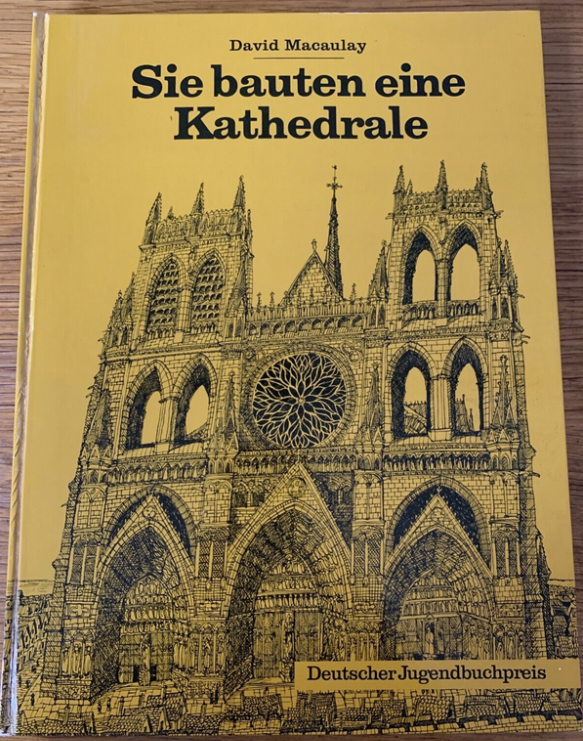 David Macaulay
Sie bauten eine
Kathedrale
Deutscher Jugendbuchpreis